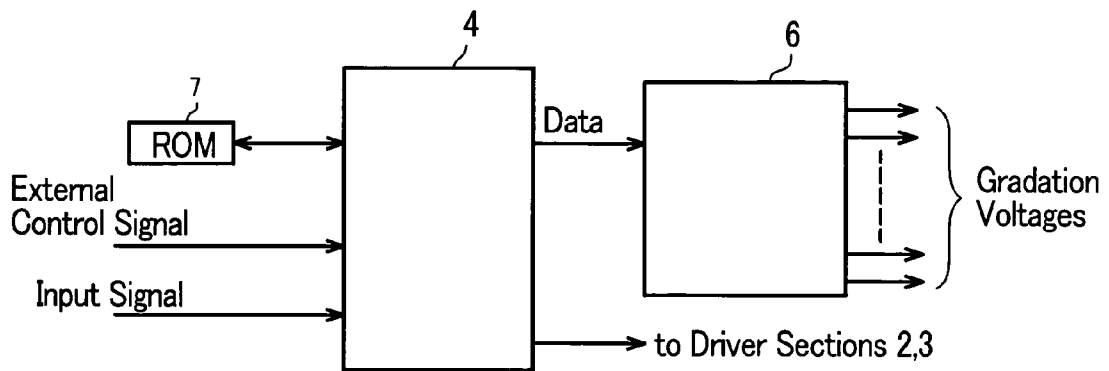 4
6
7
ROM
Data
External
Control Signal
Input Signal
Gradation
Voltages
to Driver Sections 2,3